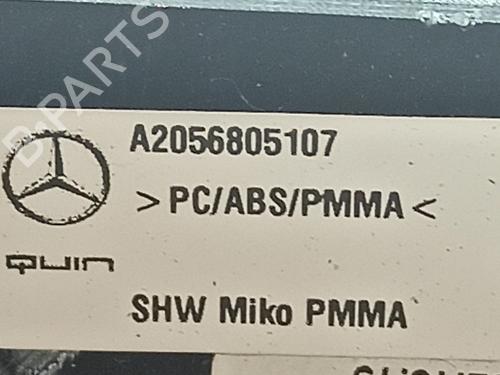 B-PARTS
A2056805107
>PC/ABS/PMMA<
quin
SHW Miko PMMA